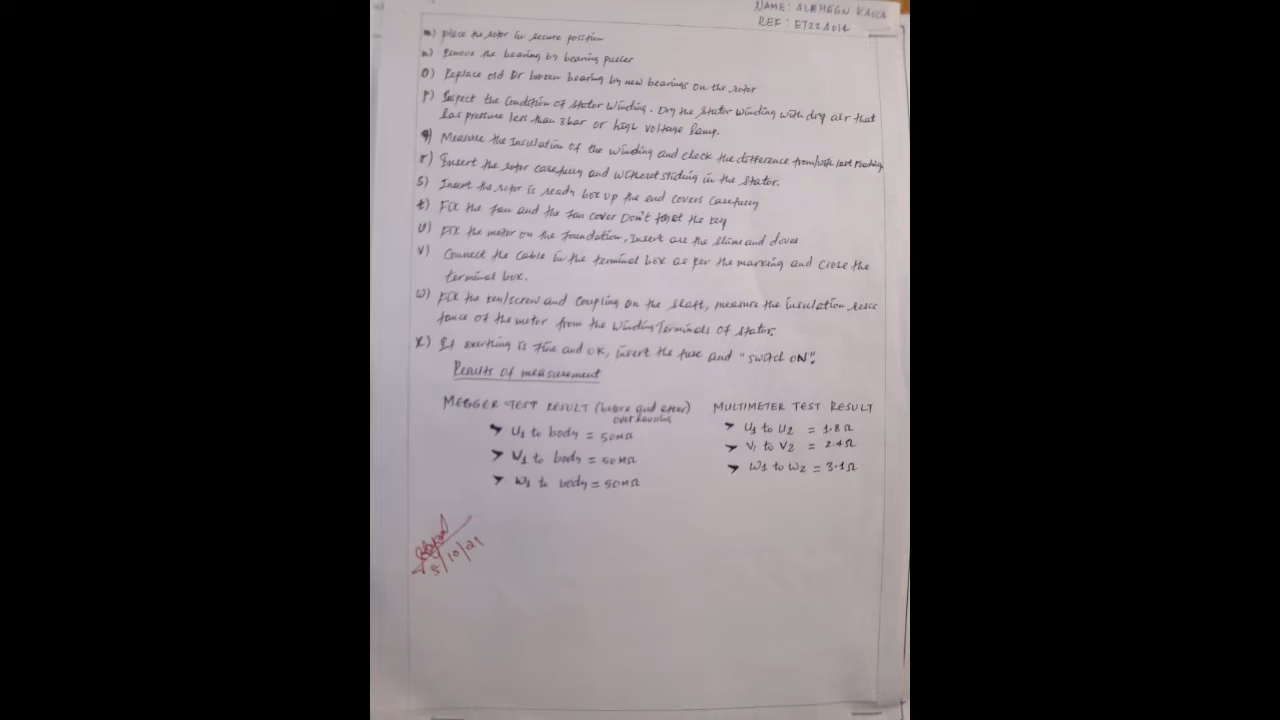 NAME: ALEHEGN KASSA
REF: ET22A014
m) place the rotor in secure position
n) Remove the bearing by bearing puller
o) Replace old or broken bearing by new bearings on the rotor
p) Inspect the condition of stator winding. Dry the stator winding with dry air that
has pressure less than 3bar or high voltage lamp.
q) Measure the Insulation of the winding and check the difference from/with last reading
r) Insert the rotor carefully and without sliding in the stator.
s) Insert the rotor is ready box up the end covers carefully
t) Fix the fan and the fan cover Don't forget the key
u) Fix the motor on the foundation, Insert all the shims and
v) Connect the cable in the terminal box as per the marking and close the
terminal box.
w) Fix the key/screw and coupling on the shaft, measure the insulation resis
tance of the motor from the winding Terminals of stator.
x) If everthing is fine and OK, insert the fuse and "switch ON".
Results of measurement
MEGGER TEST RESULT (before and after)
overhauling
➤ U1 to body = 50MΩ
➤ V1 to body = 50MΩ
➤ W1 to body = 50MΩ
MULTIMETER TEST RESULT
➤ U1 to U2 = 1.8Ω
➤ V1 to V2 = 2.4Ω
➤ W1 to W2 = 3.1Ω
5/10/21